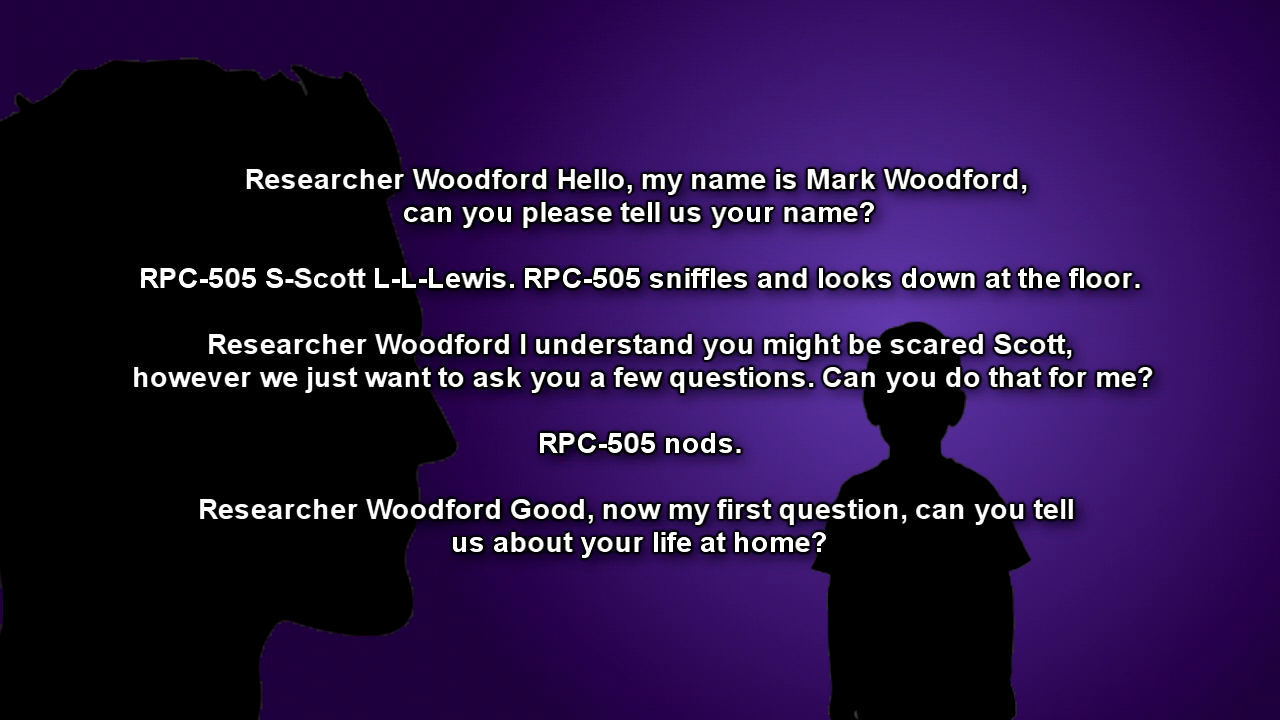 Researcher Woodford Hello, my name is Mark Woodford,
can you please tell us your name?
RPC-505 S-Scott L-L-Lewis. RPC-505 sniffles and looks down at the floor.
Researcher Woodford I understand you might be scared Scott,
however we just want to ask you a few questions. Can you do that for me?
RPC-505 nods.
Researcher Woodford Good, now my first question, can you tell
us about your life at home?